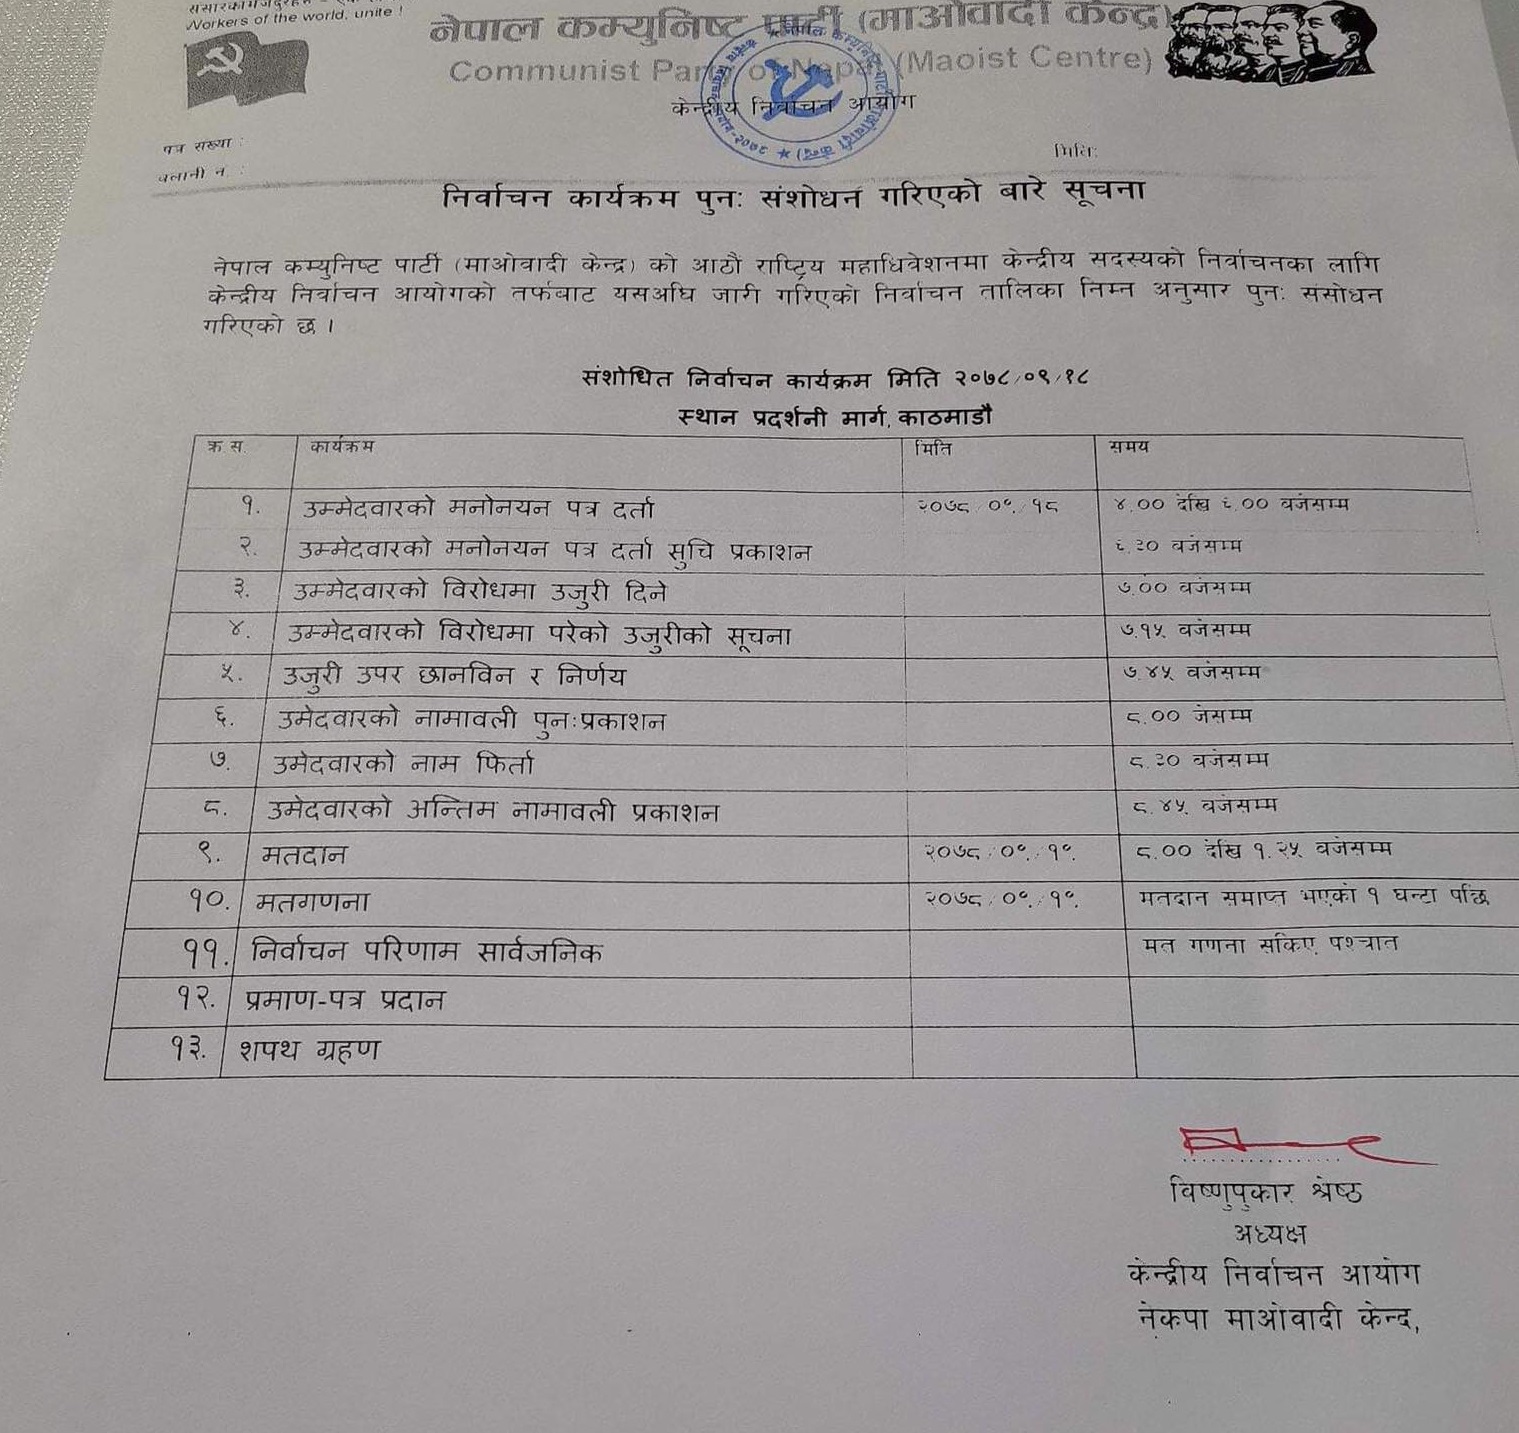 Workers of the world, unite !
नेपाल कम्युनिष्ट पार्टी (माओवादी केन्द्र)
Communist Party of Nepal (Maoist Centre)
केन्द्रीय निर्वाचन आयोग
पत्र संख्या :
चलानी नं :
मिति:
निर्वाचन कार्यक्रम पुन: संशोधन गरिएको बारे सूचना
नेपाल कम्युनिष्ट पार्टी (माओवादी केन्द्र) को आठौं राष्ट्रिय महाधिवेशनमा केन्द्रीय सदस्यको निर्वाचनका लागि
केन्द्रीय निर्वाचन आयोगको तर्फबाट यसअघि जारी गरिएको निर्वाचन तालिका निम्न अनुसार पुन: संसोधन
गरिएको छ ।
संशोधित निर्वाचन कार्यक्रम मिति २०७८/०९/१८
स्थान प्रदर्शनी मार्ग, काठमाडौं
क्र स. कार्यक्रम मिति समय
१. उम्मेदवारको मनोनयन पत्र दर्ता २०७८/०९/१८ ४.०० देखि ६.०० वजेसम्म
२. उम्मेदवारको मनोनयन पत्र दर्ता सुचि प्रकाशन ६.३० वजेसम्म
३. उम्मेदवारको विरोधमा उजुरी दिने ७.०० वजेसम्म
४. उम्मेदवारको विरोधमा परेको उजुरीको सूचना ७.१५ वजेसम्म
५. उजुरी उपर छानविन र निर्णय ७.४५ वजेसम्म
६. उमेदवारको नामावली पुन:प्रकाशन ८.०० जेसम्म
७. उमेदवारको नाम फिर्ता ८.३० वजेसम्म
८. उमेदवारको अन्तिम नामावली प्रकाशन ८.४५ वजेसम्म
९. मतदान २०७८/०९/१९ ८.०० देखि १.२५ वजेसम्म
१०. मतगणना २०७८/०९/१९ मतदान समाप्त भएको १ घन्टा पछि
११. निर्वाचन परिणाम सार्वजनिक मत गणना सकिए पश्चात
१२. प्रमाण-पत्र प्रदान
१३. शपथ ग्रहण
विष्णुपुकार श्रेष्ठ
अध्यक्ष
केन्द्रीय निर्वाचन आयोग
नेकपा माओवादी केन्द,